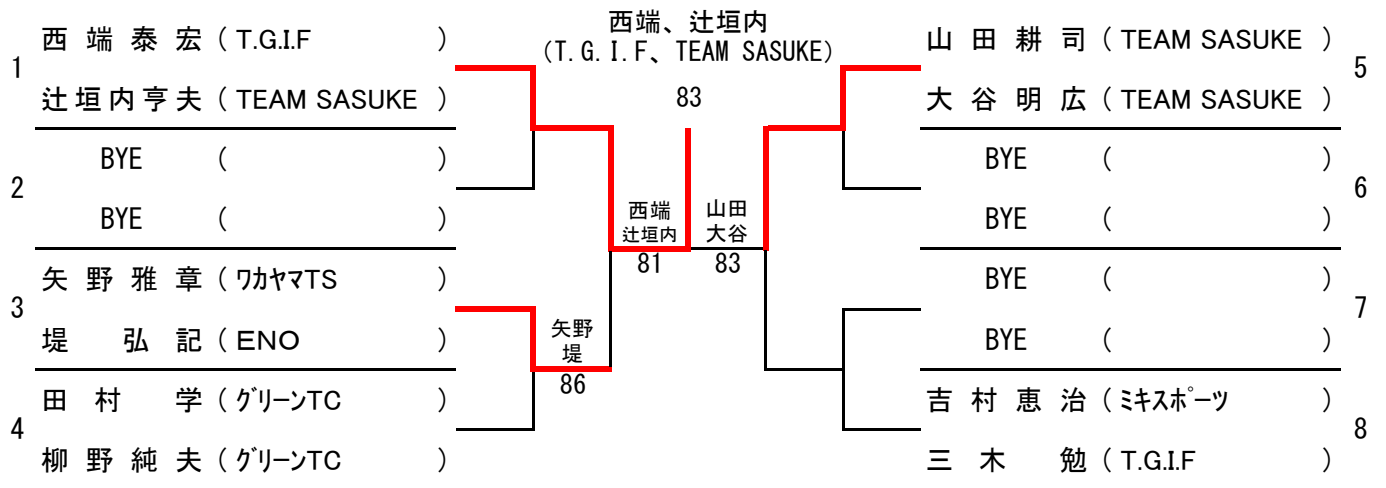 西端、辻垣内
(T.G.I.F、TEAM SASUKE)
83
1
西端泰宏(T.G.I.F)
辻垣内亨夫(TEAM SASUKE)
2
BYE ( )
BYE ( )
3
矢野雅章(ワカヤマTS)
堤 弘記(ENO)
4
田村 学(グリーンTC)
柳野純夫(グリーンTC)
矢野
堤
86
西端
辻垣内
81
山田
大谷
83
山田耕司(TEAM SASUKE)
大谷明広(TEAM SASUKE)
5
BYE ( )
BYE ( )
6
BYE ( )
BYE ( )
7
吉村恵治(ミキスポーツ)
三木 勉(T.G.I.F)
8